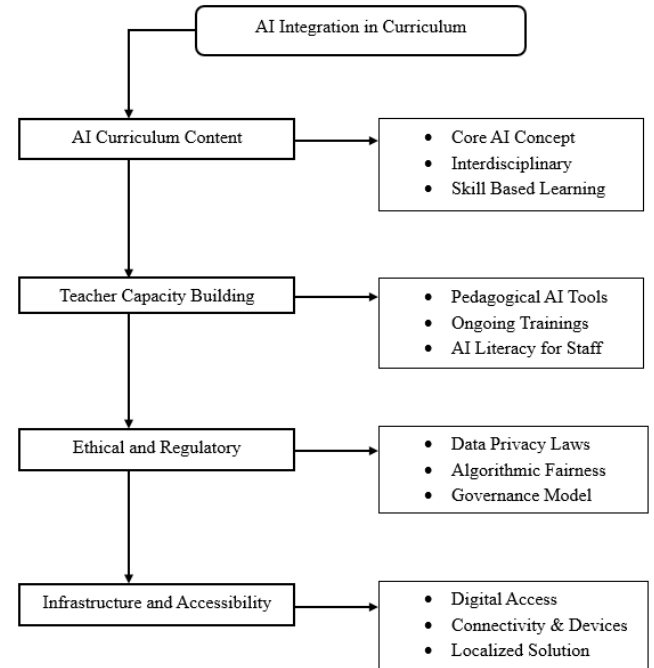 AI Integration in Curriculum
AI Curriculum Content
• Core AI Concept
• Interdisciplinary
• Skill Based Learning
Teacher Capacity Building
• Pedagogical AI Tools
• Ongoing Trainings
• AI Literacy for Staff
Ethical and Regulatory
• Data Privacy Laws
• Algorithmic Fairness
• Governance Model
Infrastructure and Accessibility
• Digital Access
• Connectivity & Devices
• Localized Solution